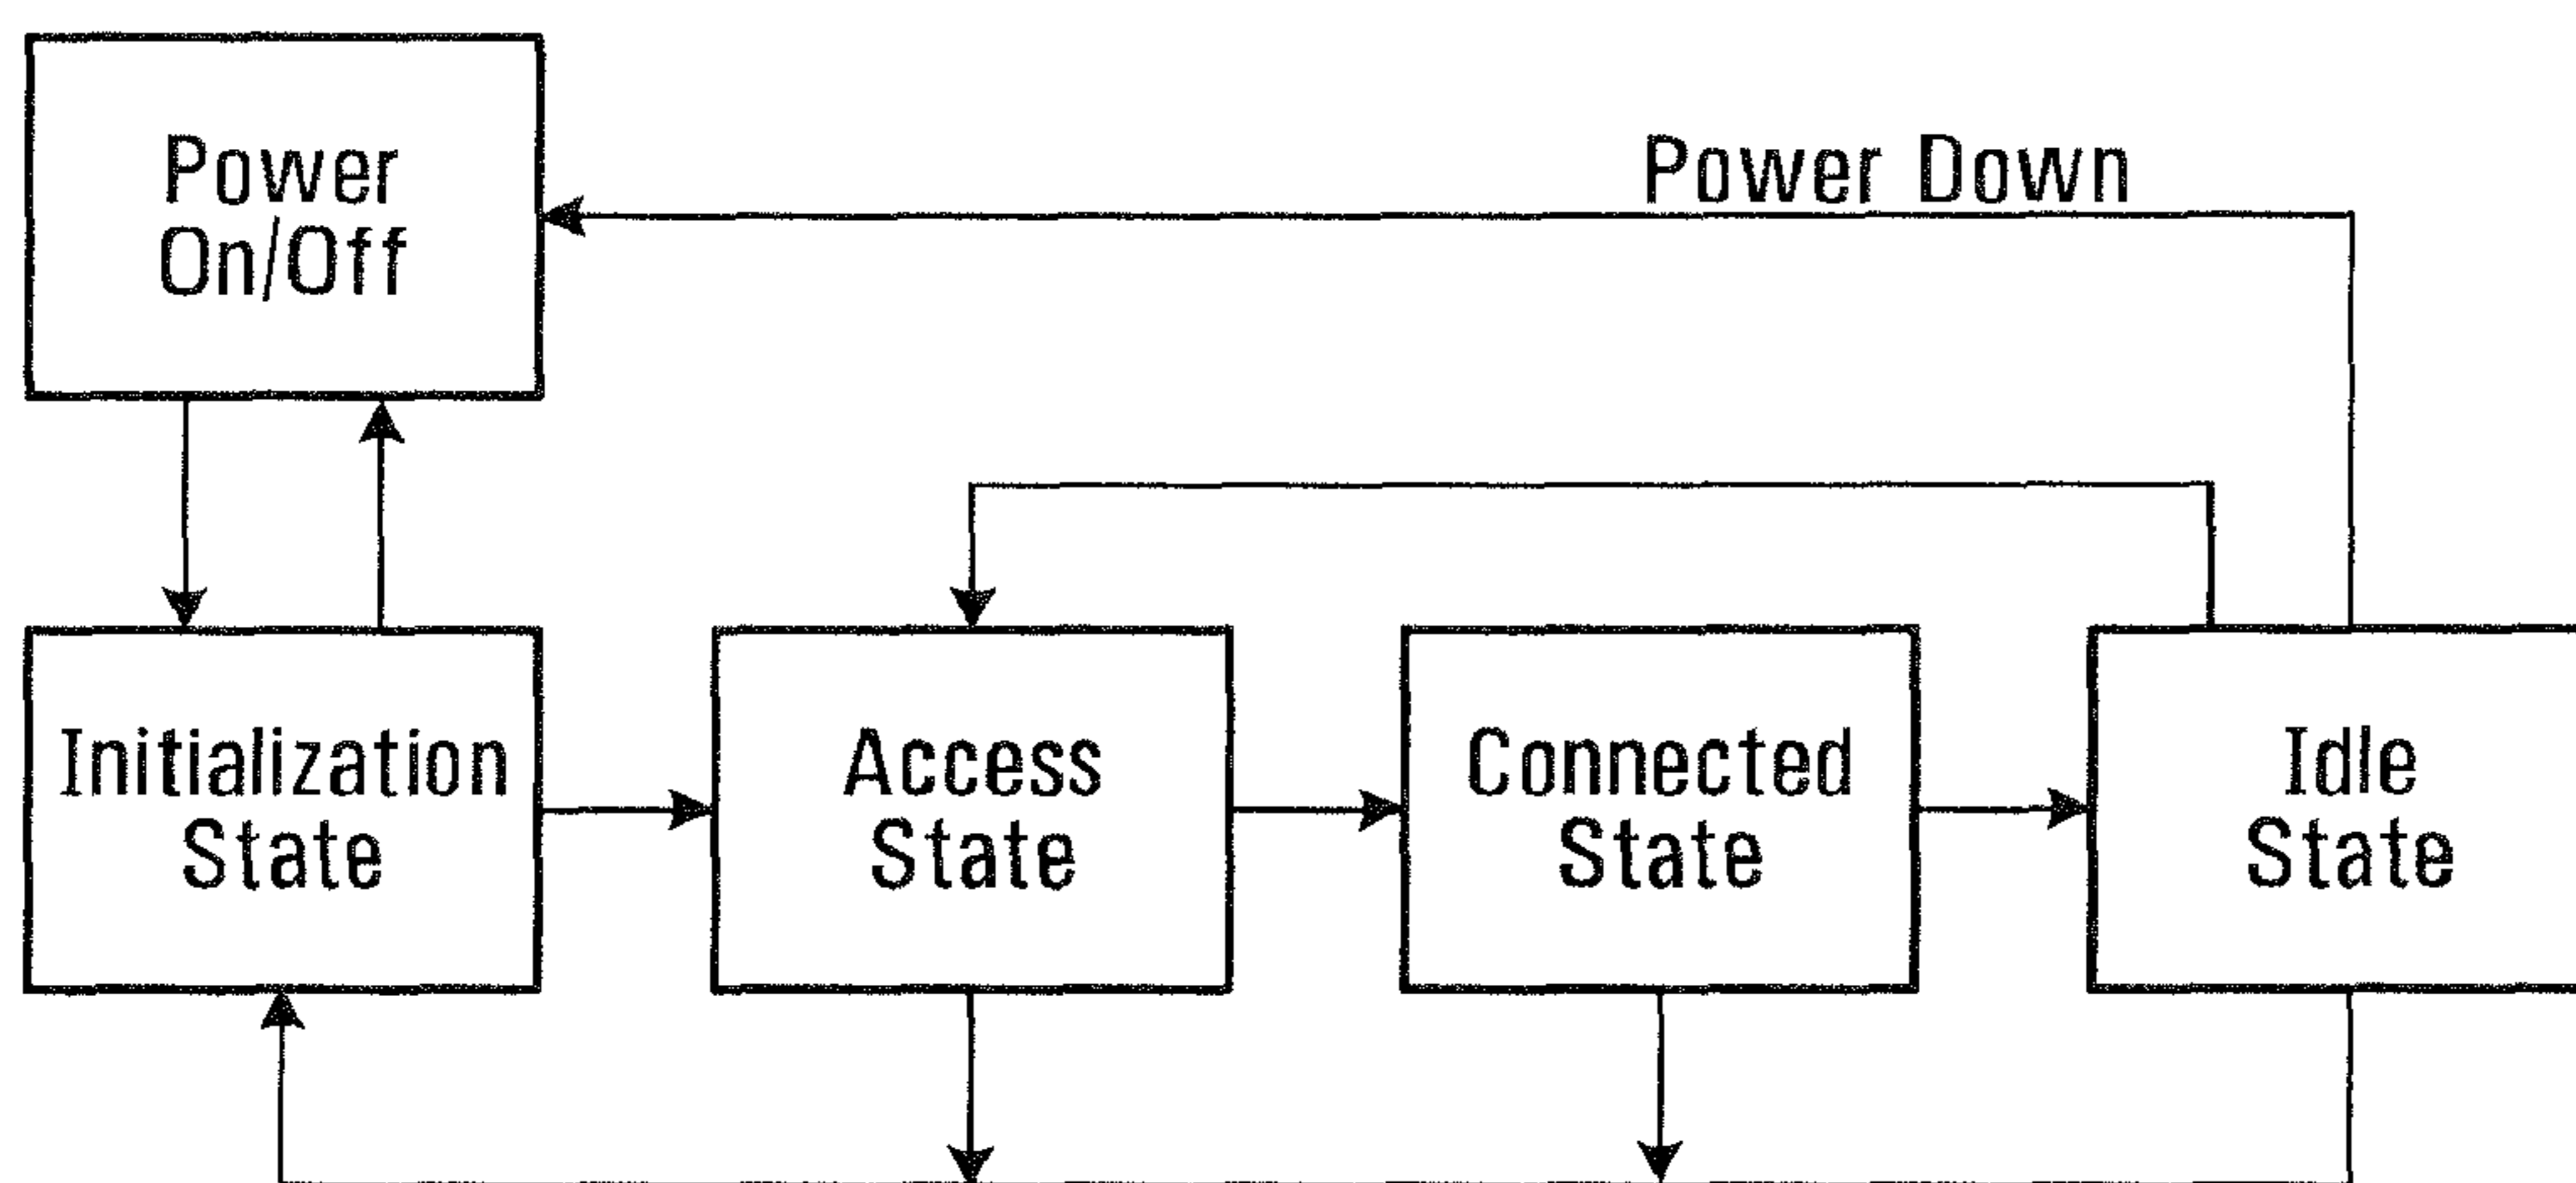 Power
On/Off
Power Down
Initialization
State
Access
State
Connected
State
Idle
State